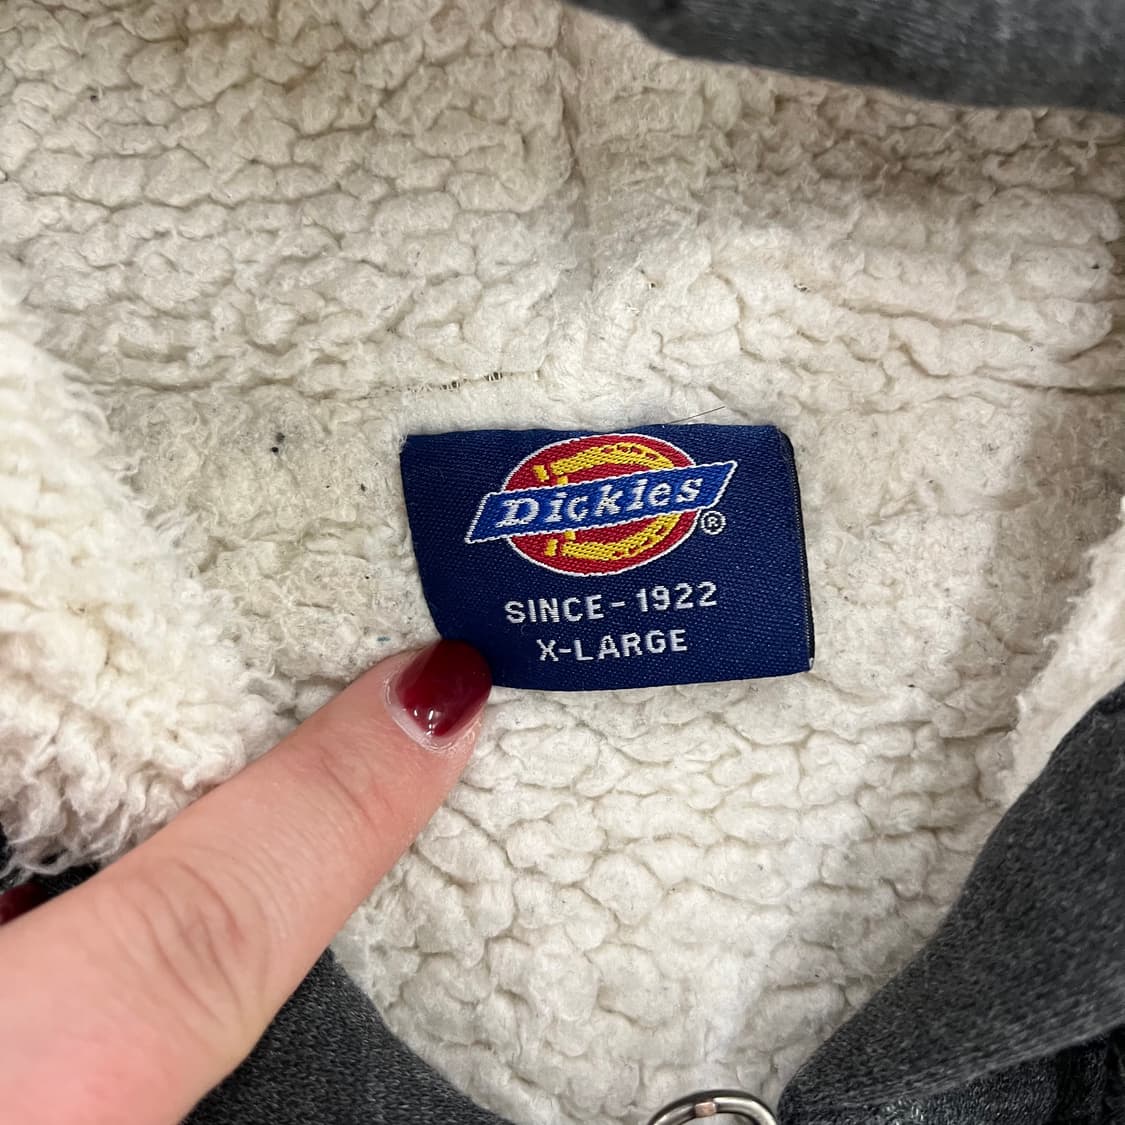 Dickies
®
SINCE-1922
X-LARGE